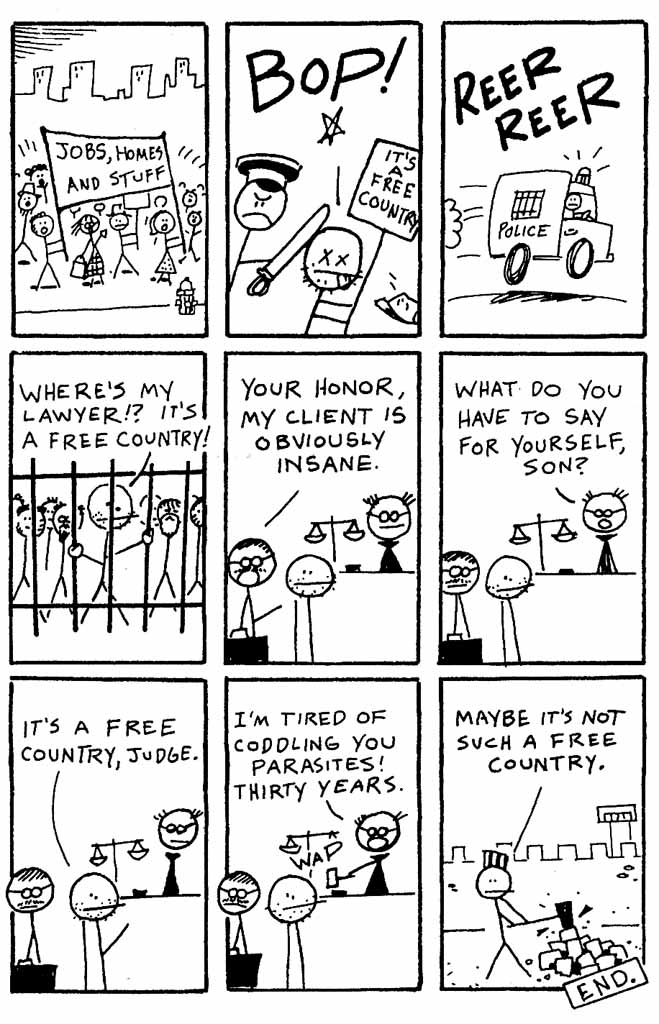 JOBS, HOMES
AND STUFF
BOP!
IT'S
A
FREE
COUNTRY
REER
REER
POLICE
WHERE'S MY
LAWYER!? IT'S
A FREE COUNTRY!
YOUR HONOR,
MY CLIENT IS
OBVIOUSLY
INSANE.
WHAT DO YOU
HAVE TO SAY
FOR YOURSELF,
SON?
IT'S A FREE
COUNTRY, JUDGE.
I'M TIRED OF
CODDLING YOU
PARASITES!
THIRTY YEARS.
WAP
MAYBE IT'S NOT
SUCH A FREE
COUNTRY.
END.